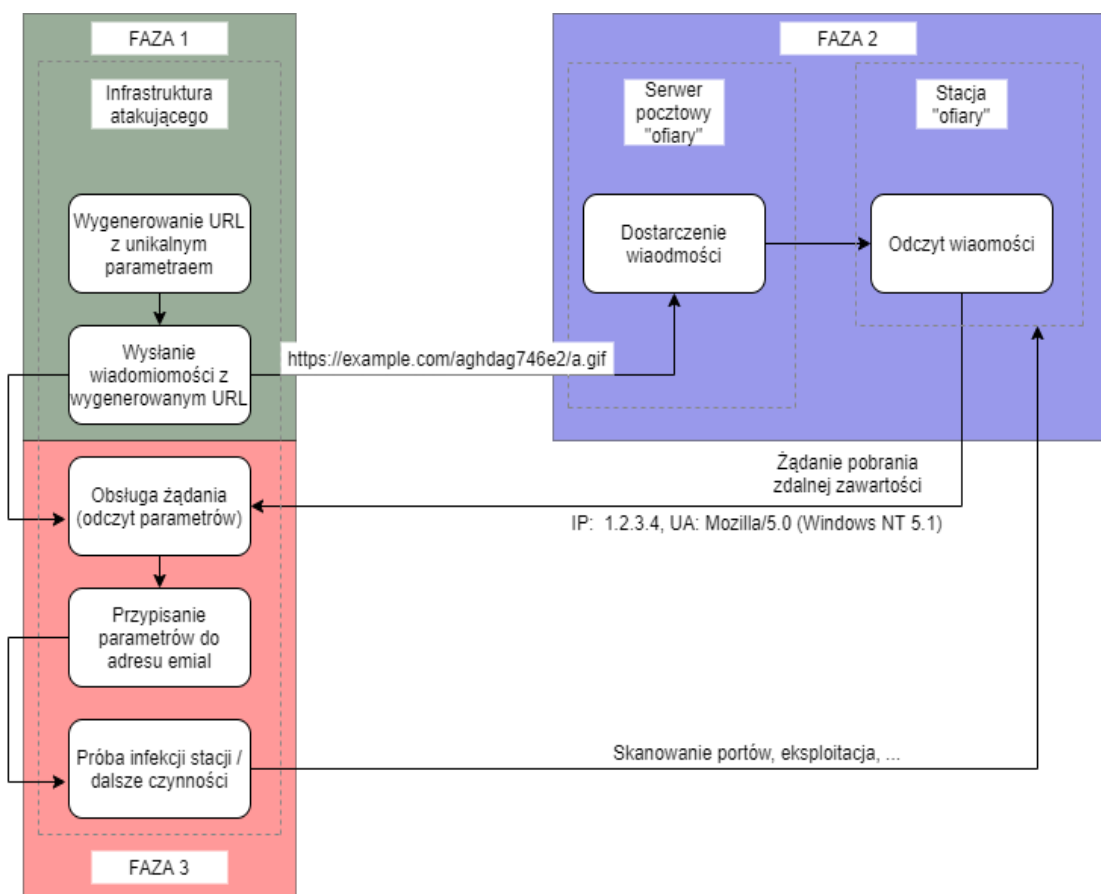 FAZA 1
Infrastruktura
atakującego
Wygenerowanie URL
z unikalnym
parametraem
Wysłanie
wiadomiomości z
wygenerowanym URL
https://example.com/aghdag746e2/a.gif
FAZA 2
Serwer
pocztowy
"ofiary"
Stacja
"ofiary"
Dostarczenie
wiaodmości
Odczyt wiaomości
Żądanie pobrania
zdalnej zawartości
IP:  1.2.3.4, UA: Mozilla/5.0 (Windows NT 5.1)
Obsługa żądania
(odczyt parametrów)
Przypisanie
parametrów do
adresu emial
Próba infekcji stacji /
dalsze czynności
Skanowanie portów, eksploitacja, ...
FAZA 3